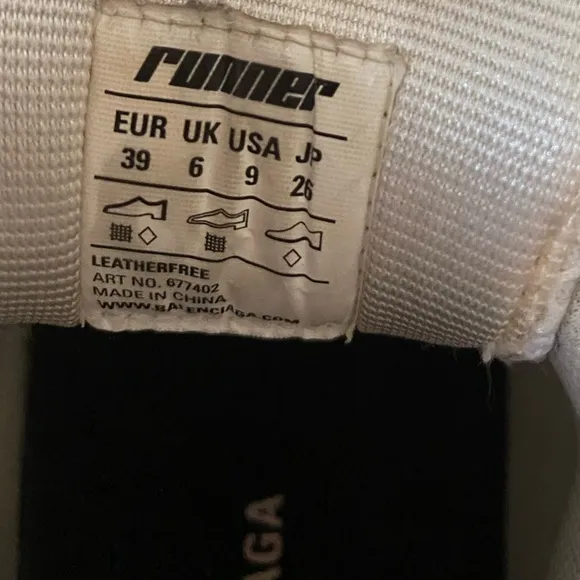 runner
EUR UK USA JP
39 6 9 26
LEATHERFREE
ART NO. 677402
MADE IN CHINA
WWW.BALENCIAGA.COM
AGA